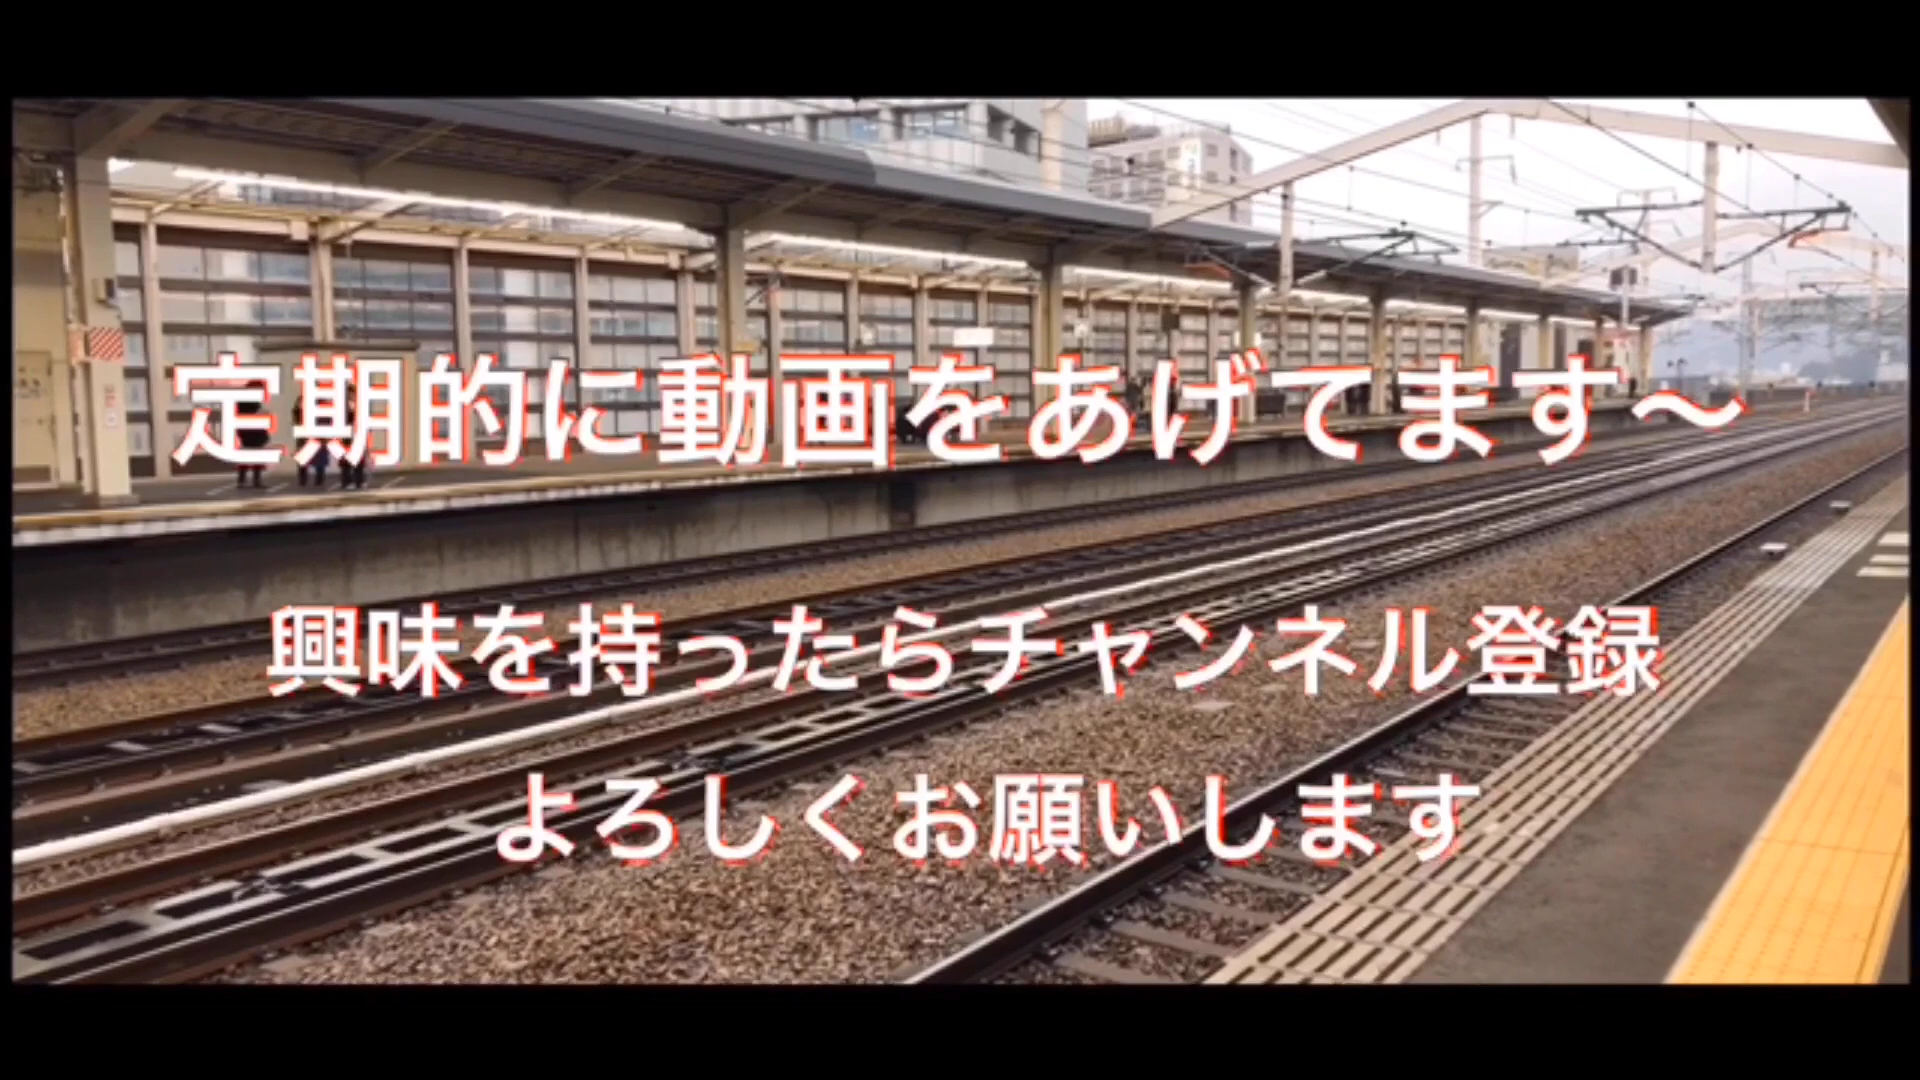 定期的に動画をあげてます～
興味を持ったらチャンネル登録
よろしくお願いします